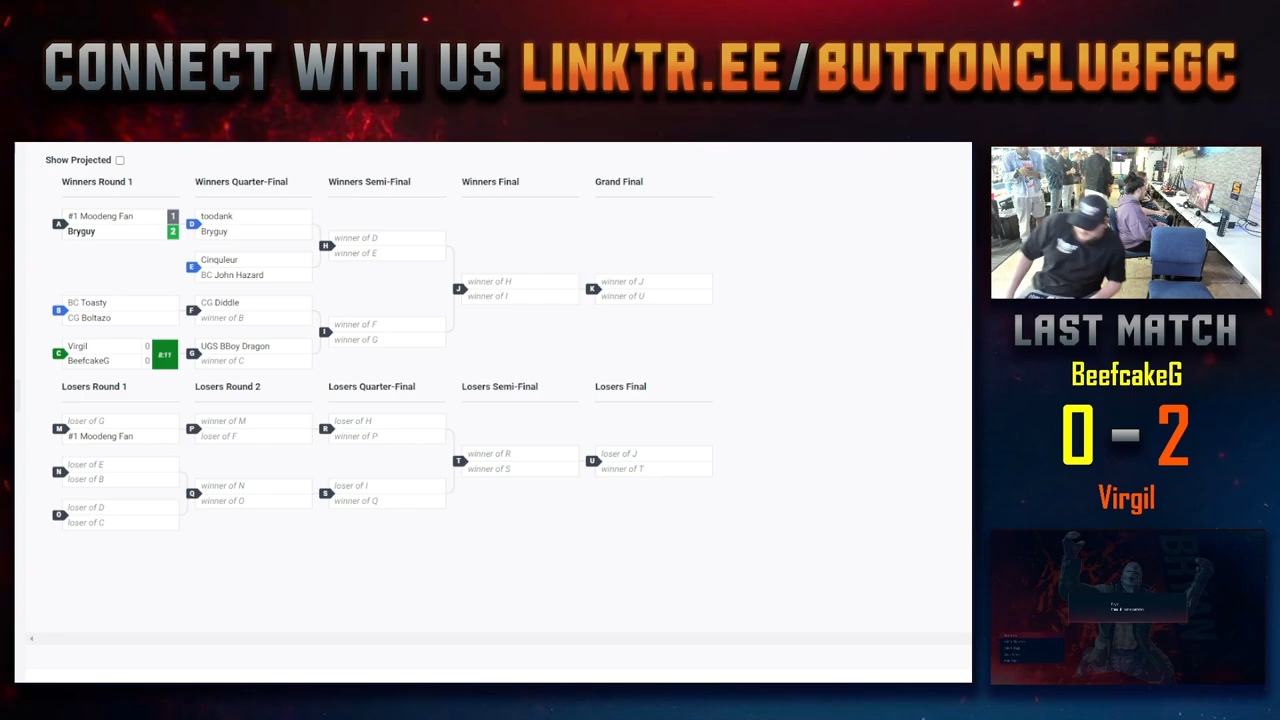 CONNECT WITH US LINKTR.EE/BUTTONCLUBFGC
Show Projected
Winners Round 1
Winners Quarter-Final
Winners Semi-Final
Winners Final
Grand Final
A
#1 Moodeng Fan 1
Bryguy 2
D
toodank
Bryguy
E
Cinquleur
BC John Hazard
H
winner of D
winner of E
J
winner of H
winner of I
K
winner of J
winner of U
B
BC Toasty
CG Boltazo
F
CG Diddle
winner of B
I
winner of F
winner of G
C
Virgil 0
BeefcakeG 0
8:11
G
UGS BBoy Dragon
winner of C
Losers Round 1
Losers Round 2
Losers Quarter-Final
Losers Semi-Final
Losers Final
M
loser of G
#1 Moodeng Fan
P
winner of M
loser of F
R
loser of H
winner of P
T
winner of R
winner of S
U
loser of J
winner of T
N
loser of E
loser of B
O
loser of D
loser of C
Q
winner of N
winner of O
S
loser of I
winner of Q
LAST MATCH
BeefcakeG
0 - 2
Virgil